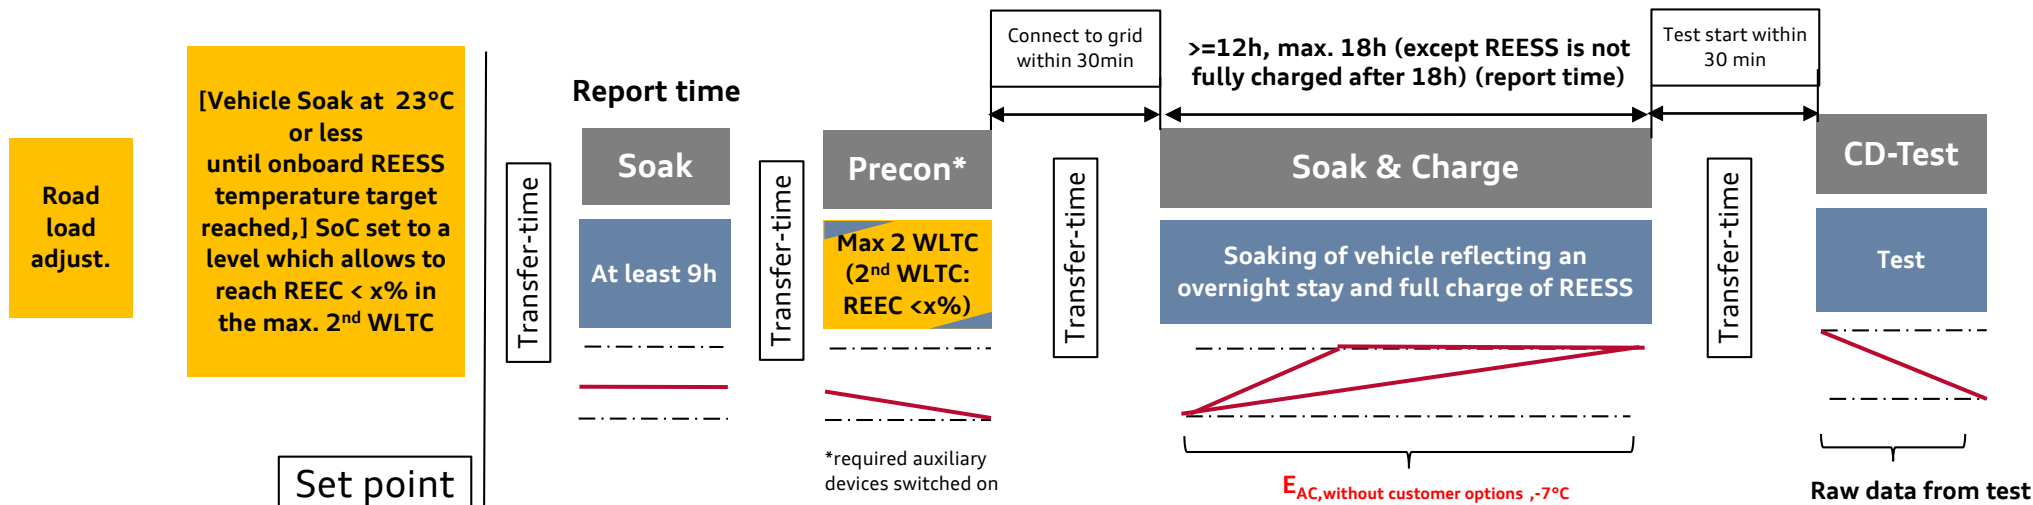 Road
load
adjust.
[Vehicle Soak at 23°C
or less
until onboard REESS
temperature target
reached,] SoC set to a
level which allows to
reach REEC < x% in
the max. 2nd WLTC
Set point
Transfer-time
Report time
Soak
At least 9h
Transfer-time
Precon*
Max 2 WLTC
(2nd WLTC:
REEC <x%)
*required auxiliary
devices switched on
Connect to grid
within 30min
Transfer-time
>=12h, max. 18h (except REESS is not
fully charged after 18h) (report time)
Soak & Charge
Soaking of vehicle reflecting an
overnight stay and full charge of REESS
EAC,without customer options ,-7°C
Test start within
30 min
Transfer-time
CD-Test
Test
Raw data from test